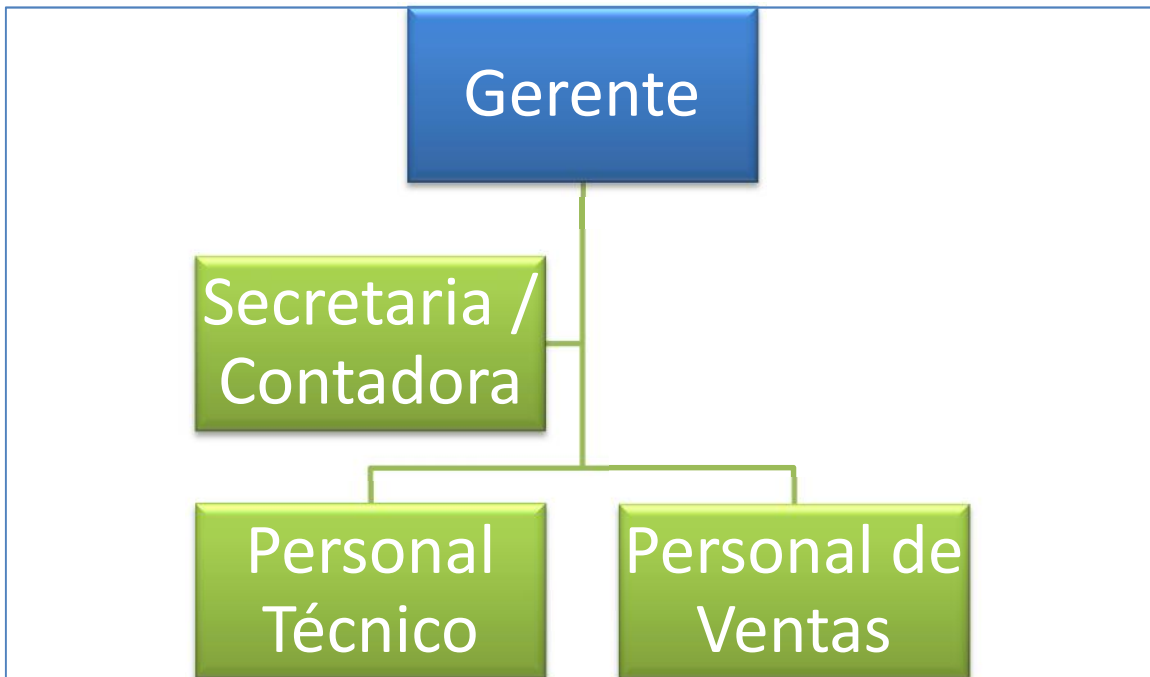 Gerente
Secretaria /
Contadora
Personal
Técnico
Personal de
Ventas